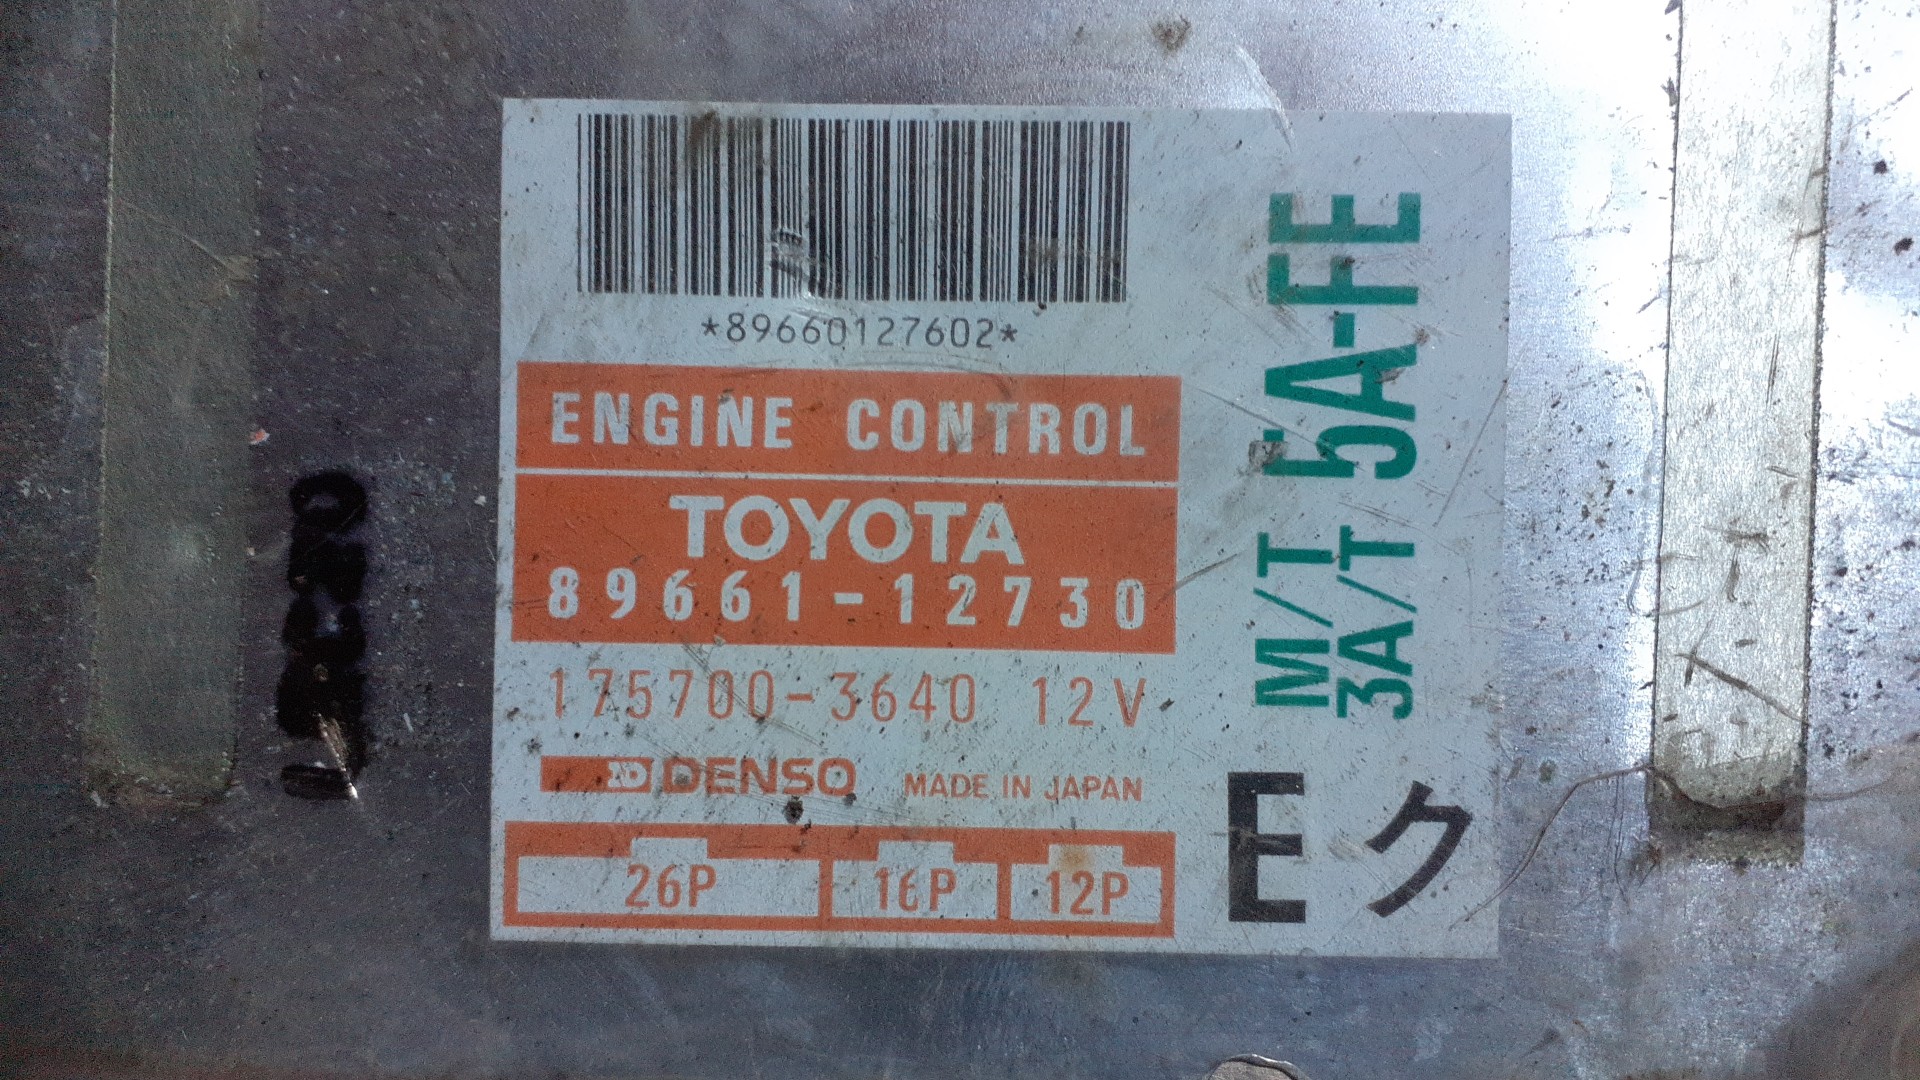 *89660127602*
ENGINE CONTROL
TOYOTA
89661-12730
175700-3640 12V
ND DENSO MADE IN JAPAN
26P 16P 12P
M/T 5A-FE
3A/T
E ク